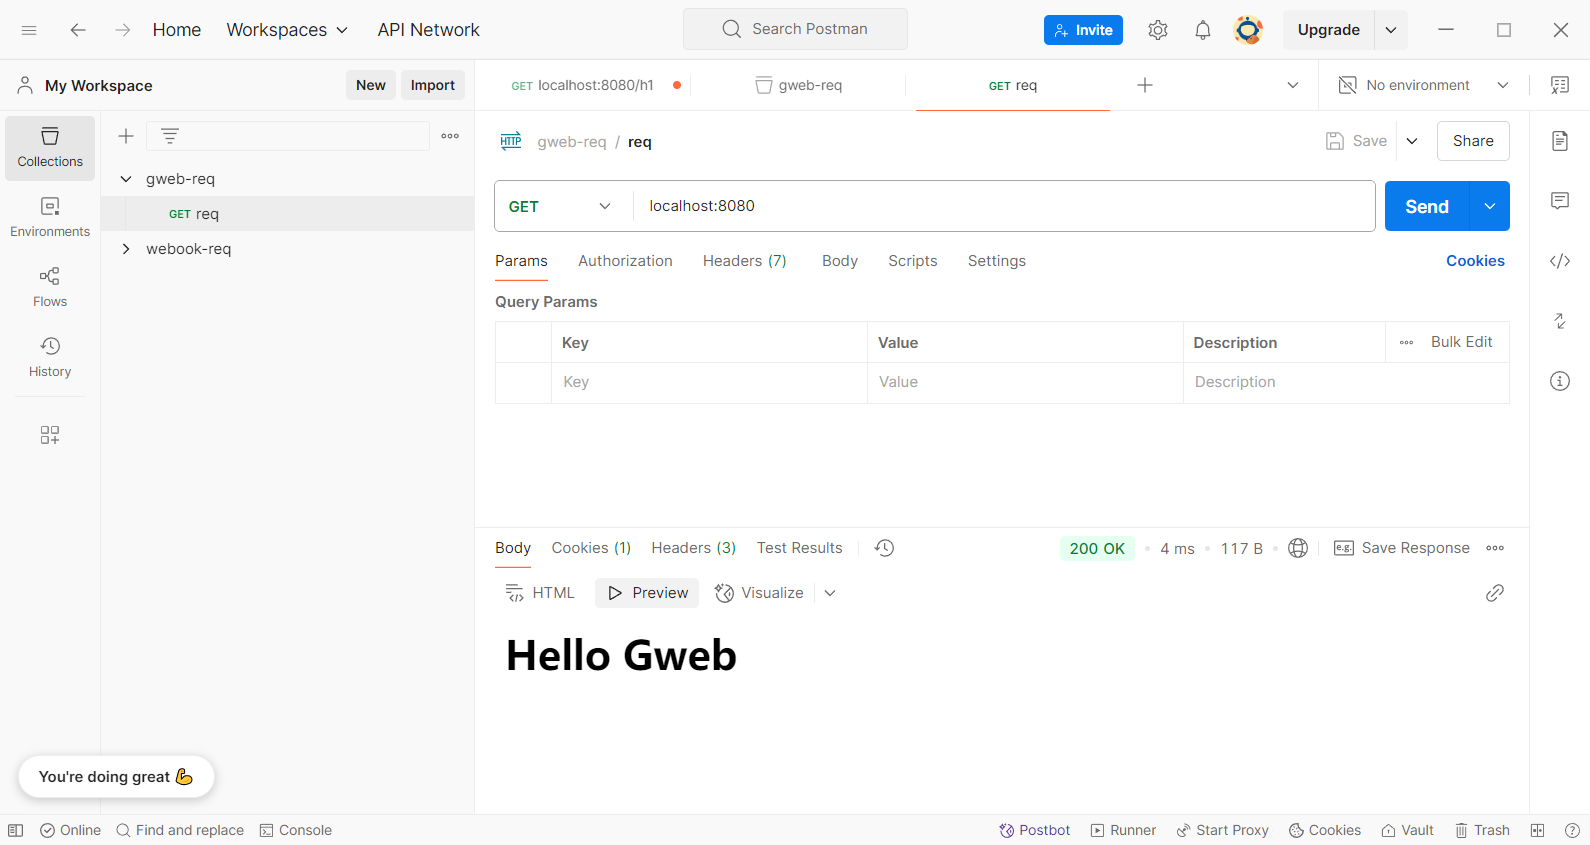 Home Workspaces API Network Search Postman Invite Upgrade
My Workspace New Import GET localhost:8080/h1 gweb-req GET req No environment
Collections
Environments
Flows
History
gweb-req
GET req
webook-req
HTTP gweb-req / req Save Share
GET localhost:8080 Send
Params Authorization Headers (7) Body Scripts Settings Cookies
Query Params
Key Value Description Bulk Edit
Key Value Description
Body Cookies (1) Headers (3) Test Results 200 OK 4 ms 117 B e.g. Save Response
HTML Preview Visualize
Hello Gweb
You're doing great 💪
Online Find and replace Console Postbot Runner Start Proxy Cookies Vault Trash